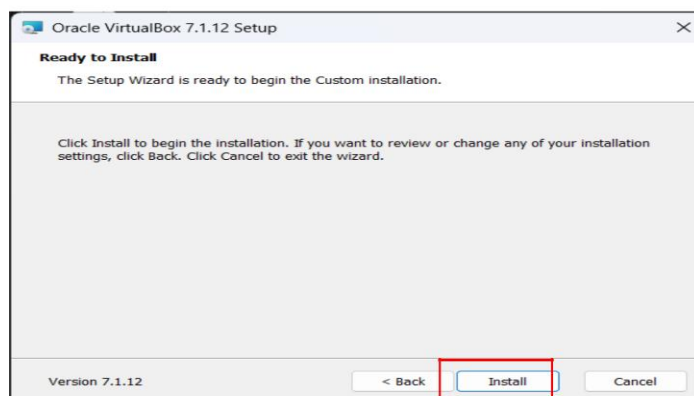 Oracle VirtualBox 7.1.12 Setup
Ready to Install
The Setup Wizard is ready to begin the Custom installation.
Click Install to begin the installation. If you want to review or change any of your installation
settings, click Back. Click Cancel to exit the wizard.
Version 7.1.12
< Back
Install
Cancel